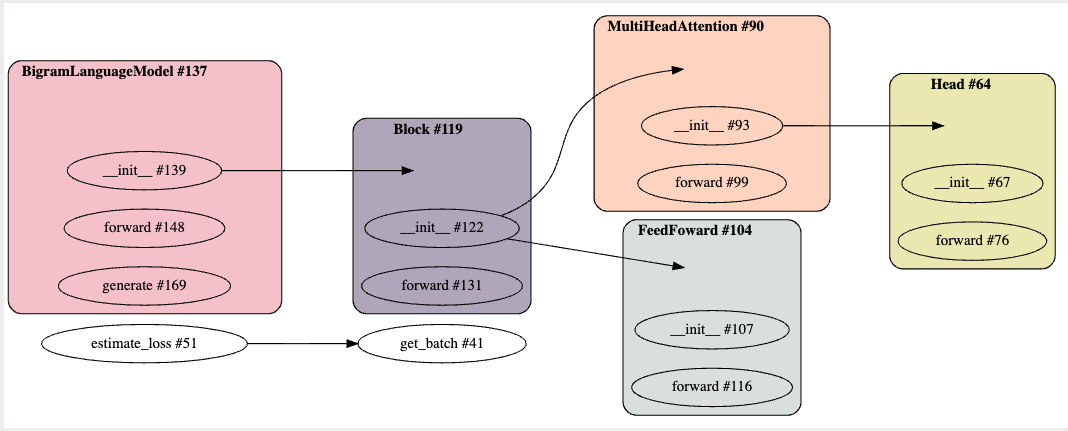 BigramLanguageModel #137
__init__ #139
forward #148
generate #169
estimate_loss #51
Block #119
__init__ #122
forward #131
get_batch #41
MultiHeadAttention #90
__init__ #93
forward #99
FeedFoward #104
__init__ #107
forward #116
Head #64
__init__ #67
forward #76